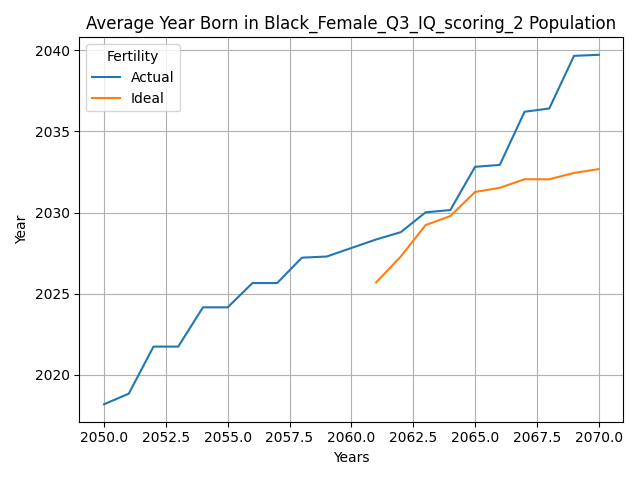 Average Year Born in Black_Female_Q3_IQ_scoring_2 Population
Fertility
Actual
Ideal
2040
2035
2030
2025
2020
Year
2050.0 2052.5 2055.0 2057.5 2060.0 2062.5 2065.0 2067.5 2070.0
Years